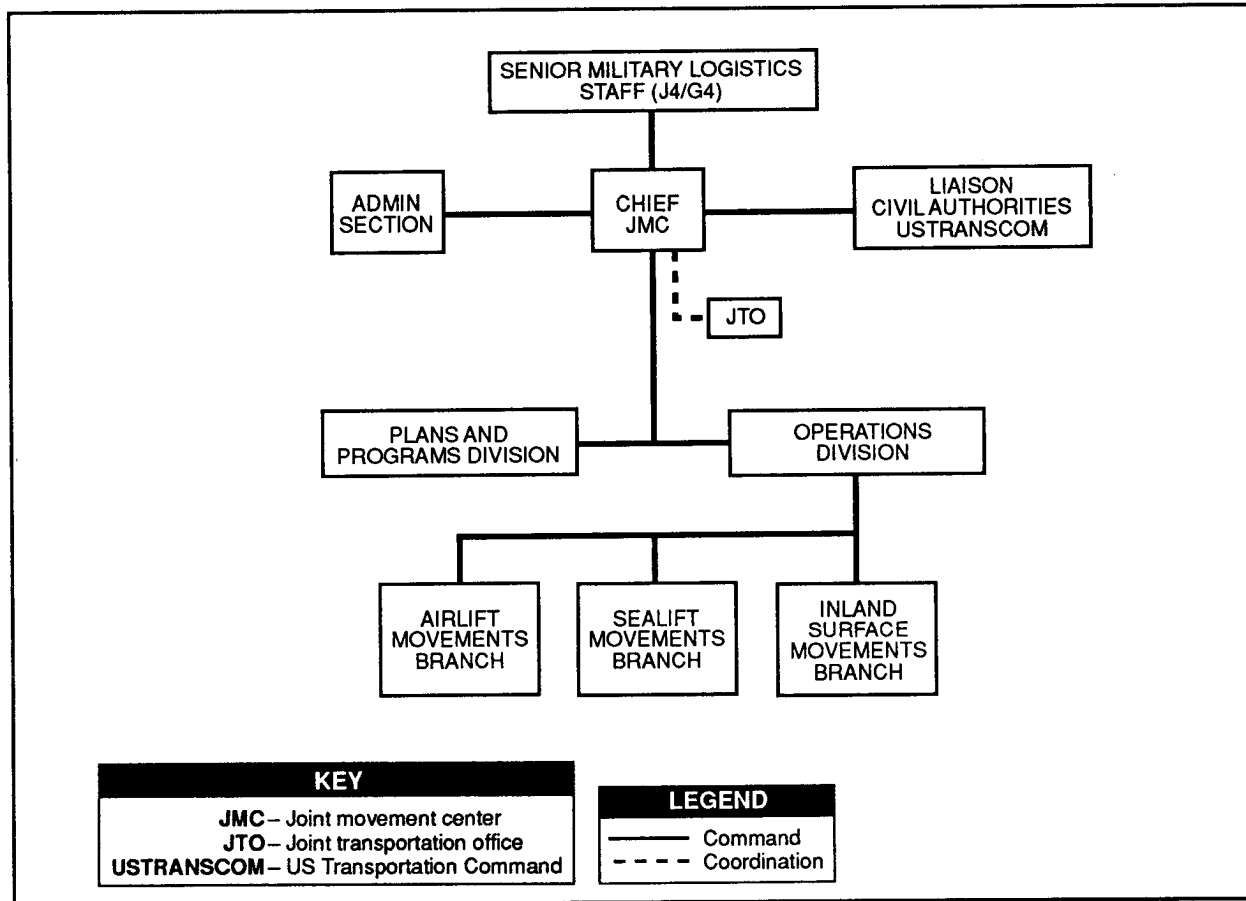 SENIOR MILITARY LOGISTICS
STAFF (J4/G4)
ADMIN
SECTION
CHIEF
JMC
LIAISON
CIVIL AUTHORITIES
USTRANSCOM
JTO
PLANS AND
PROGRAMS DIVISION
OPERATIONS
DIVISION
AIRLIFT
MOVEMENTS
BRANCH
SEALIFT
MOVEMENTS
BRANCH
INLAND
SURFACE
MOVEMENTS
BRANCH
KEY
JMC – Joint movement center
JTO – Joint transportation office
USTRANSCOM – US Transportation Command
LEGEND
Command
Coordination